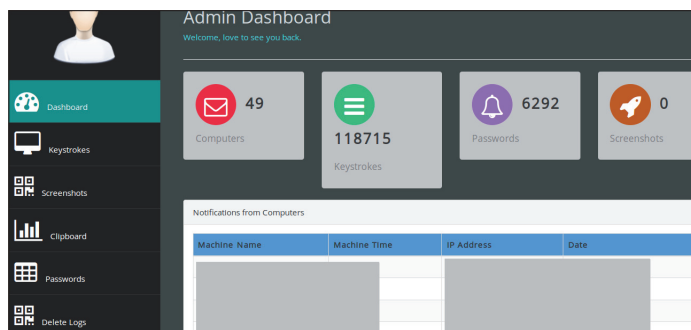 Admin Dashboard
Welcome, love to see you back.
Dashboard
Keystrokes
Screenshots
Clipboard
Passwords
Delete Logs
49
Computers
118715
Keystrokes
6292
Passwords
0
Screenshots
Notifications from Computers
Machine Name Machine Time IP Address Date